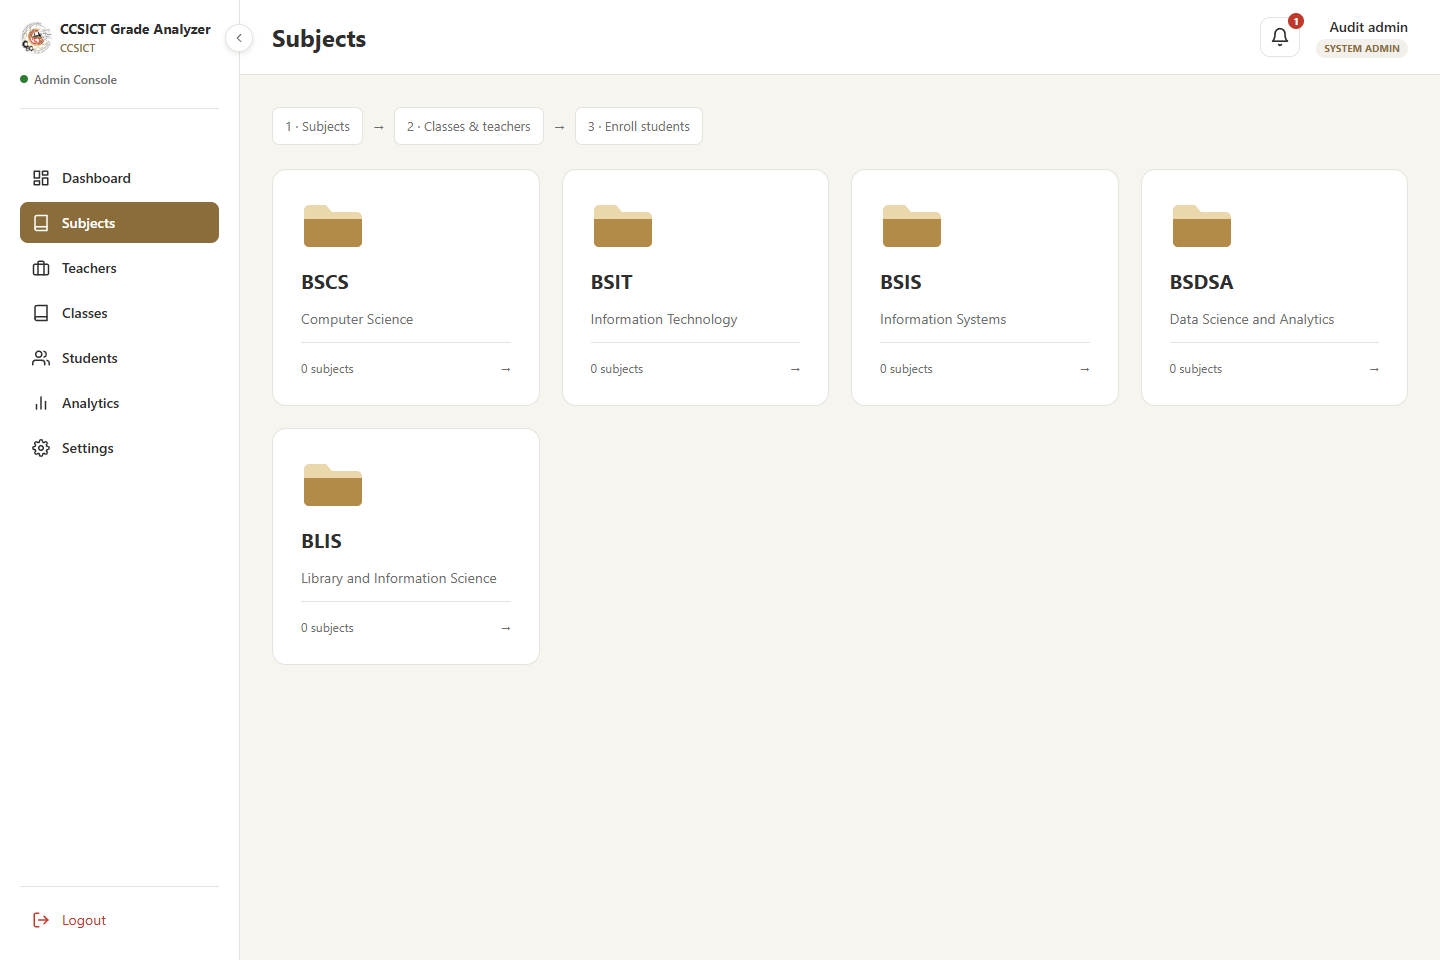 CCSICT Grade Analyzer
CCSICT
Admin Console
Dashboard
Subjects
Teachers
Classes
Students
Analytics
Settings
Logout
Subjects
1
Audit admin
SYSTEM ADMIN
1 · Subjects → 2 · Classes & teachers → 3 · Enroll students
BSCS
Computer Science
0 subjects →
BSIT
Information Technology
0 subjects →
BSIS
Information Systems
0 subjects →
BSDSA
Data Science and Analytics
0 subjects →
BLIS
Library and Information Science
0 subjects →